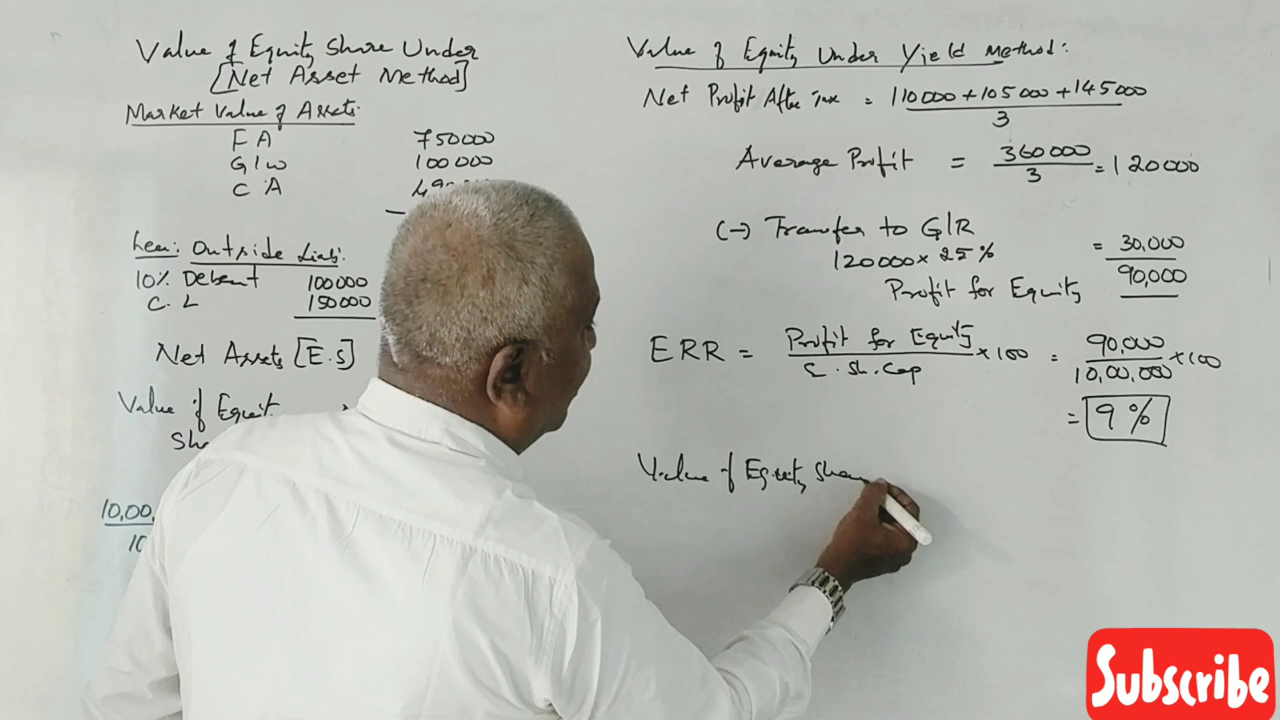 Value of Equity Share Under
[Net Asset Method]
Market Value of Assets:
F A 750000
G/w 100000
C A
Less: Outside Liab:
10% Debent 100000
C. L 150000
Net Assets [E.S]
Value of Equit
Sh
10,00,
10
Value of Equity Under Yield Method:
Net Profit After Tax = 110000 + 105000 + 145000
3
Average Profit = 360000 = 120000
3
(-) Transfer to G/R
120000 × 25% = 30,000
Profit for Equity 90,000
ERR = Profit for Equity × 100 = 90,000 × 100
E. Sh. Cap 10,00,000
= 9%
Value of Equity Shar
Subscribe